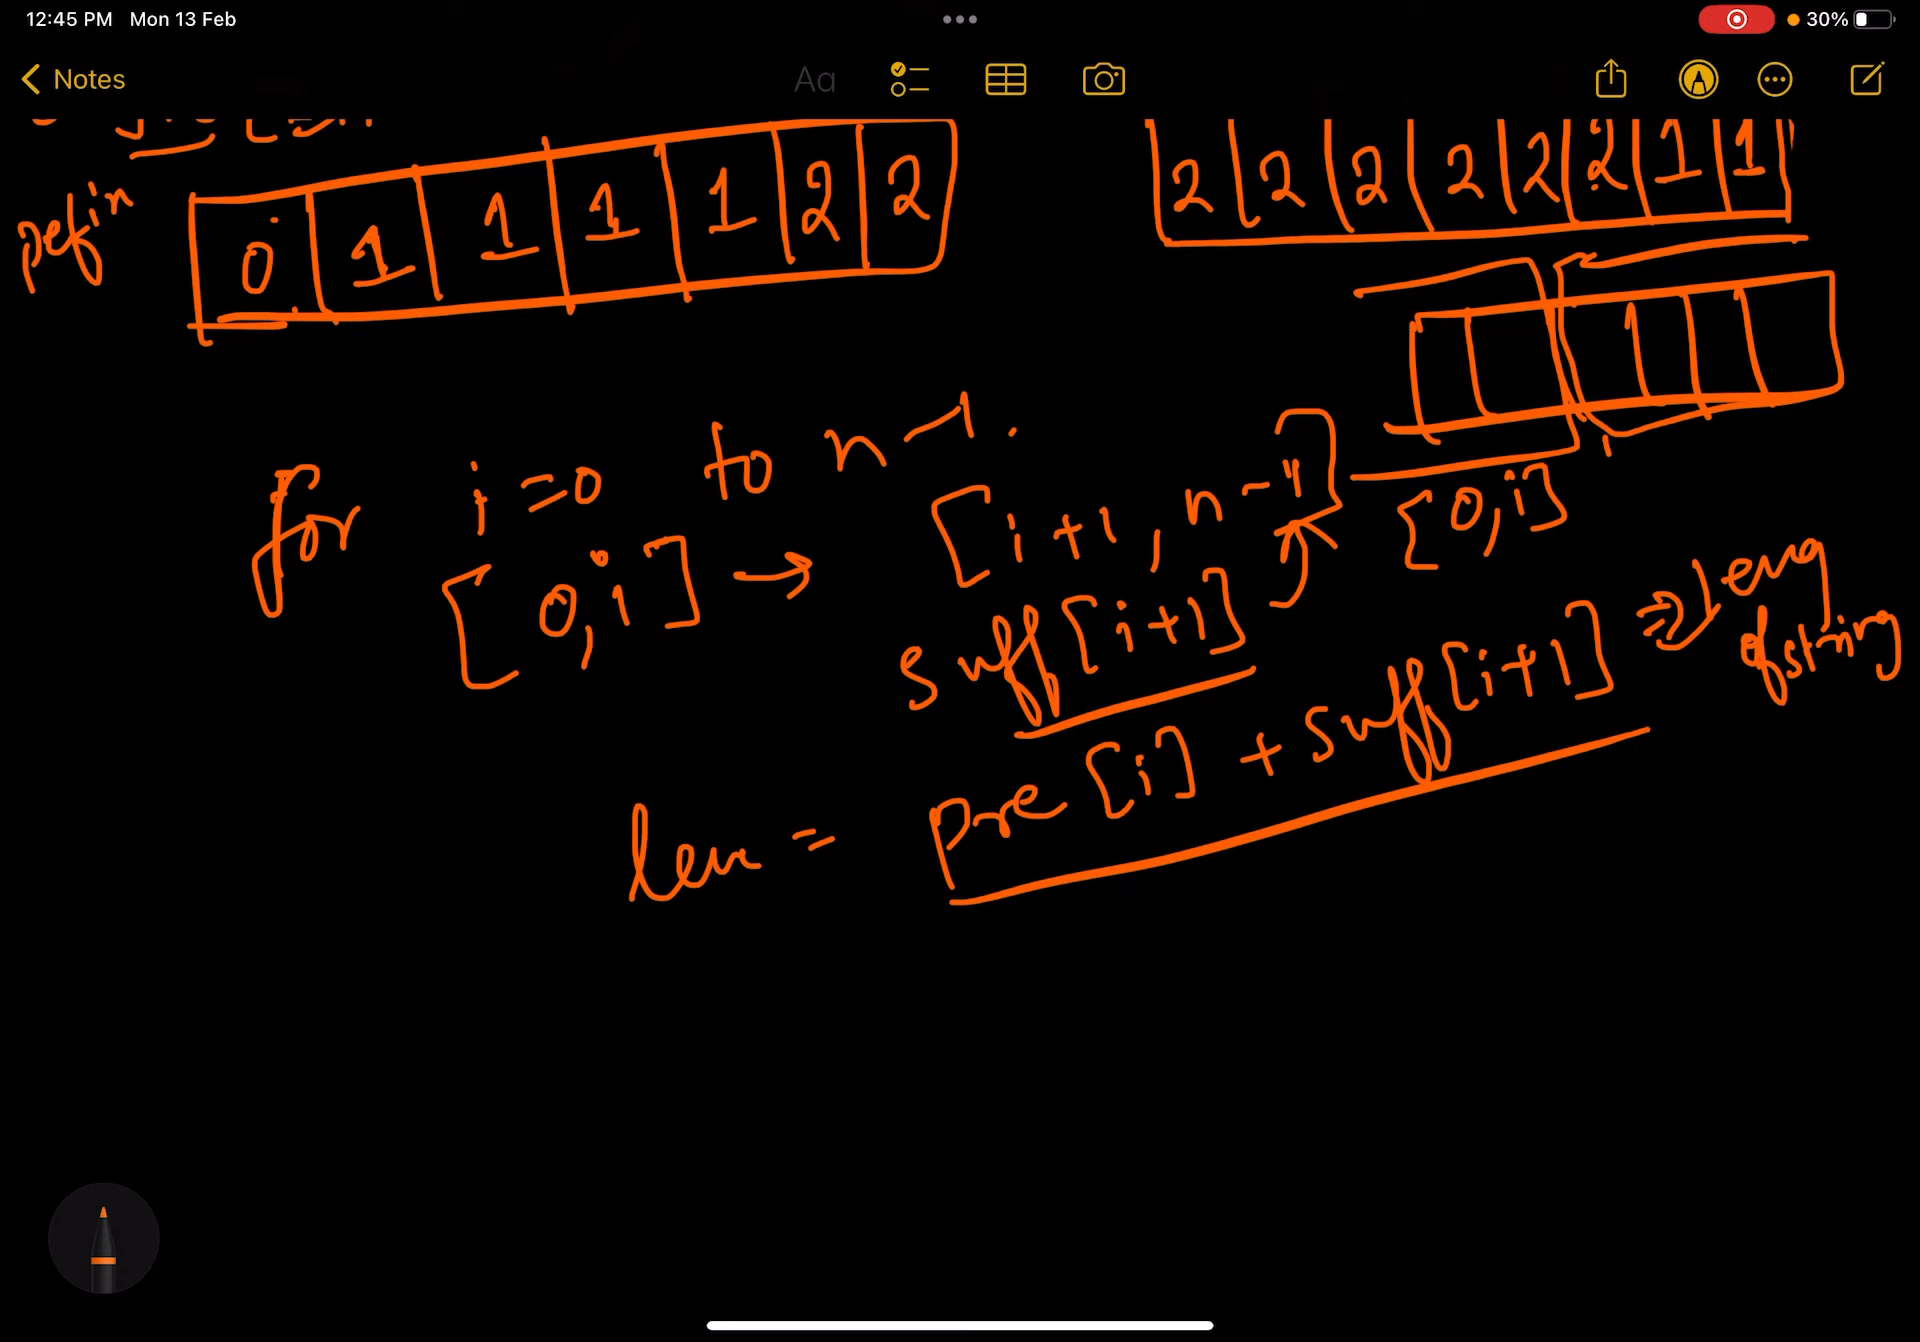 12:45 PM Mon 13 Feb
30%
Notes
Aa
pefix
0 1 1 1 1 2 2
2 2 2 2 2 2 1 1
for i=0 to n-1.
[0,i] → [i+1, n-1]
[0,i]
suff[i+1]
len = pre[i] + suff[i+1] ⇒ leng
of string